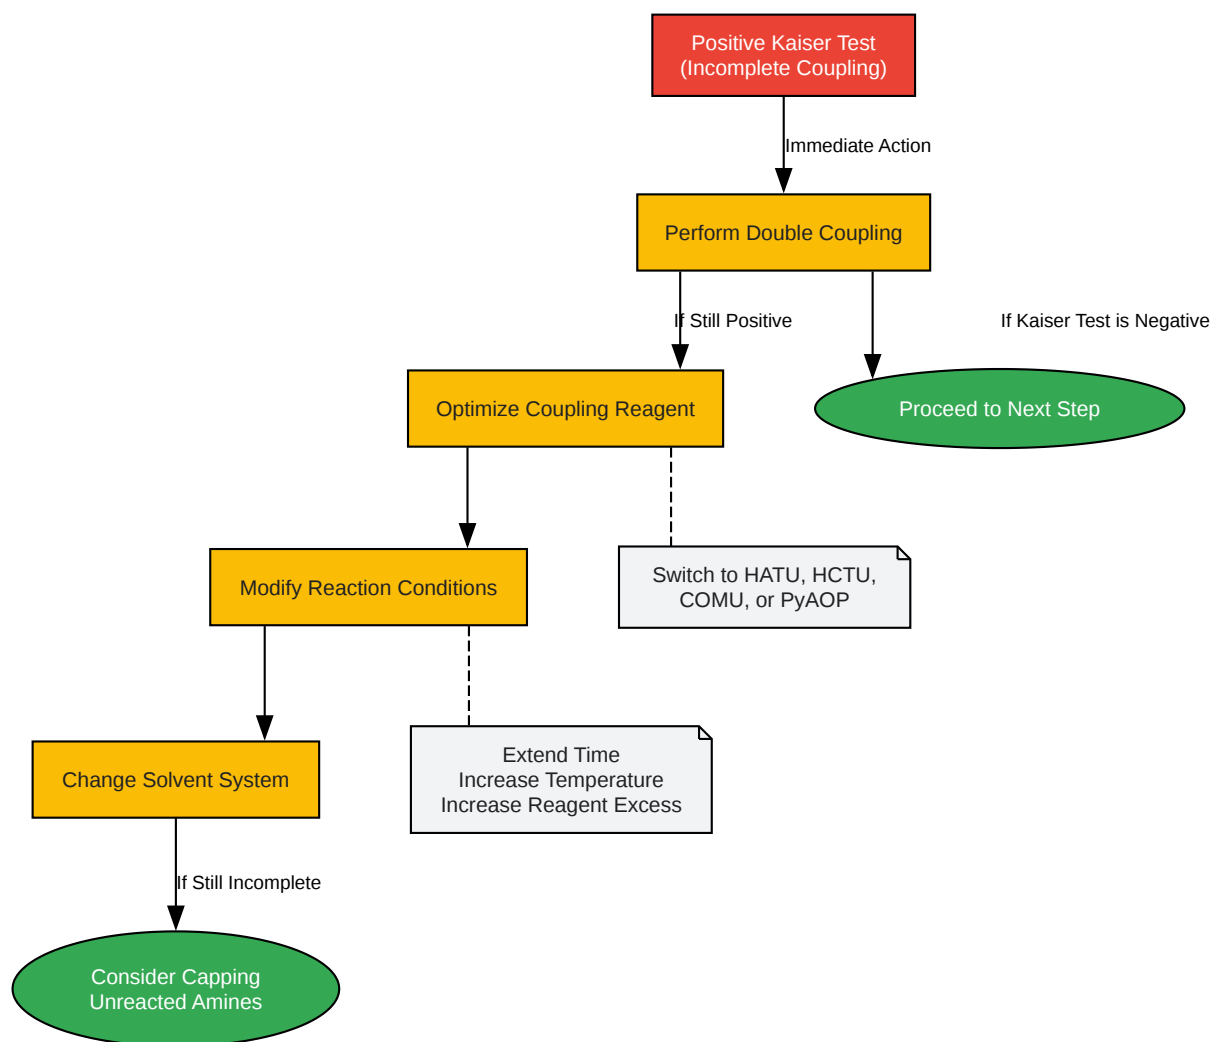 Positive Kaiser Test
(Incomplete Coupling)
Immediate Action
Perform Double Coupling
If Still Positive
If Kaiser Test is Negative
Optimize Coupling Reagent
Proceed to Next Step
Modify Reaction Conditions
Switch to HATU, HCTU,
COMU, or PyAOP
Change Solvent System
Extend Time
Increase Temperature
Increase Reagent Excess
If Still Incomplete
Consider Capping
Unreacted Amines